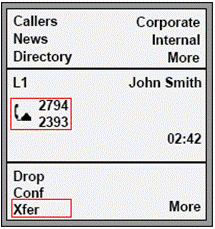 Callers Corporate
News Internal
Directory More
L1 John Smith
2794
2393
02:42
Drop
Conf
Xfer More